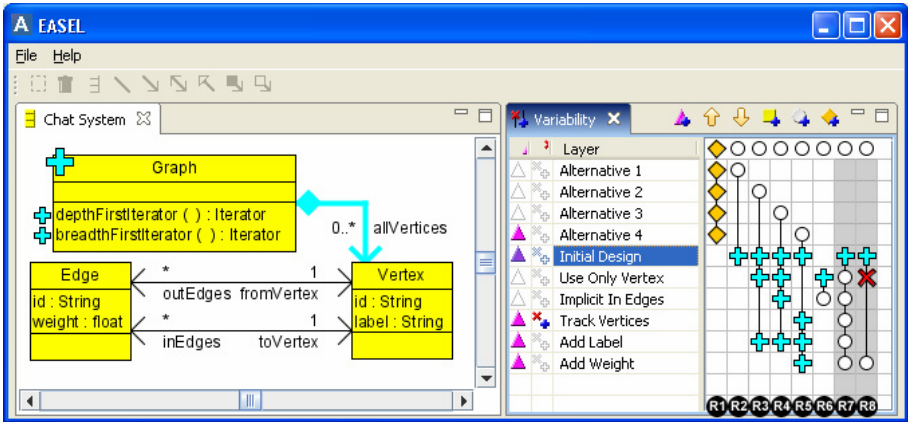 A EASEL
File Help
Chat System
Graph
depthFirstIterator ( ) : Iterator
breadthFirstIterator ( ) : Iterator
0..* allVertices
Edge
id : String
weight : float
* 1
outEdges fromVertex
* 1
inEdges toVertex
Vertex
id : String
label : String
Variability
Layer
Alternative 1
Alternative 2
Alternative 3
Alternative 4
Initial Design
Use Only Vertex
Implicit In Edges
Track Vertices
Add Label
Add Weight
R1 R2 R3 R4 R5 R6 R7 R8